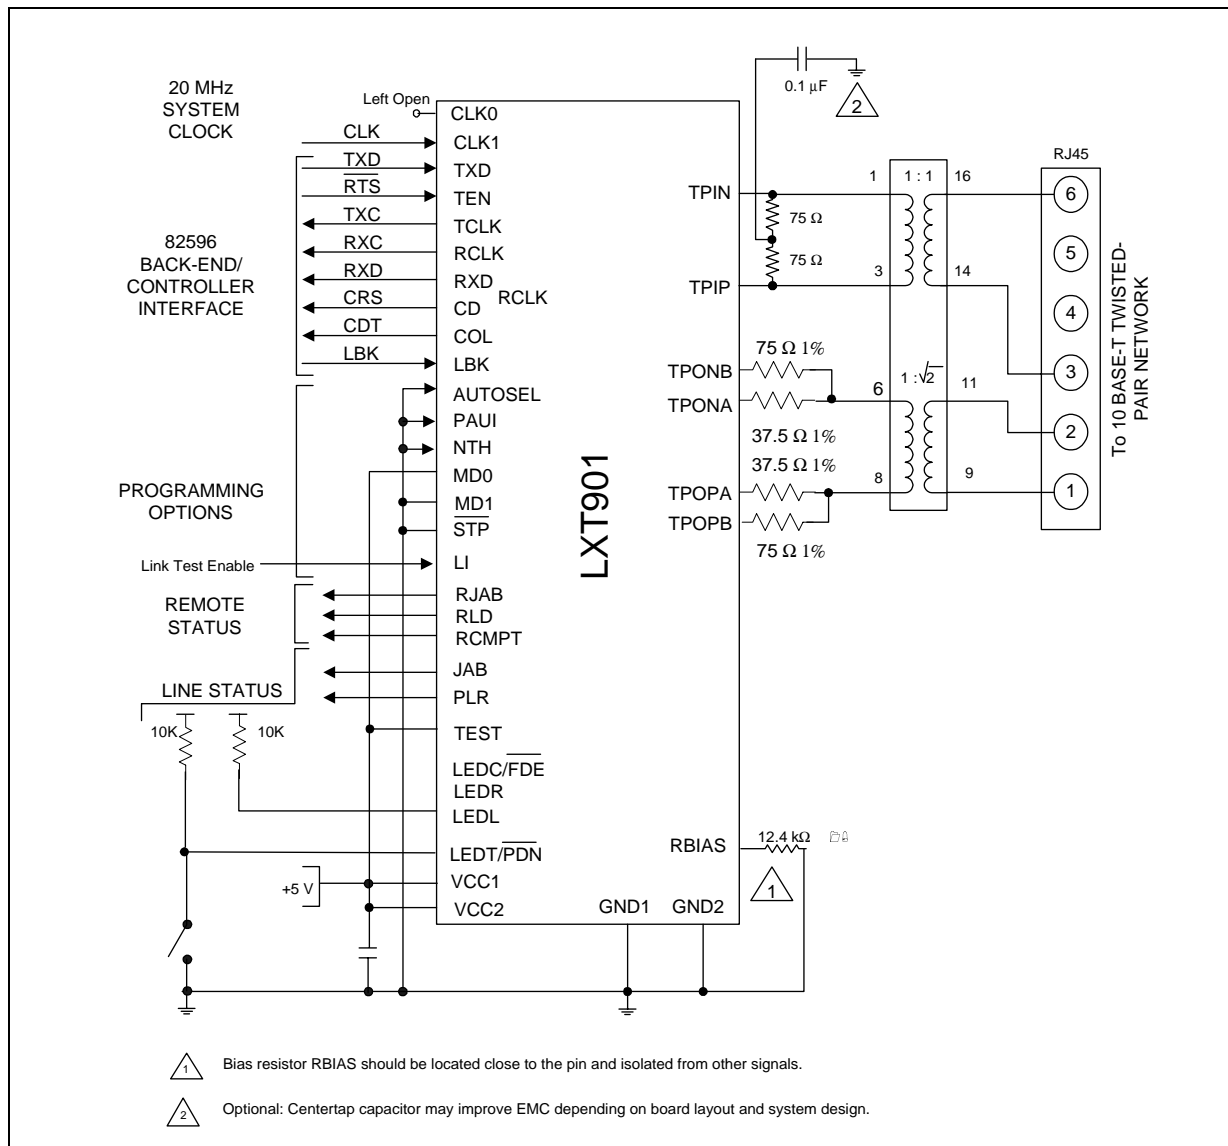 20 MHz
SYSTEM
CLOCK
82596
BACK-END/
CONTROLLER
INTERFACE
PROGRAMMING
OPTIONS
Link Test Enable
REMOTE
STATUS
LINE STATUS
10K
10K
+5 V
Left Open
CLK
TXD
RTS
TXC
RXC
RXD
CRS
CDT
LBK
CLK0
CLK1
TXD
TEN
TCLK
RCLK
RXD
RCLK
CD
COL
LBK
AUTOSEL
PAUI
NTH
MD0
MD1
STP
LI
RJAB
RLD
RCMPT
JAB
PLR
TEST
LEDC/FDE
LEDR
LEDL
LEDT/PDN
VCC1
VCC2
GND1
GND2
LXT901
TPIN
TPIP
TPONB
TPONA
TPOPA
TPOPB
RBIAS
0.1 μF
2
75 Ω
75 Ω
75 Ω 1%
37.5 Ω 1%
37.5 Ω 1%
75 Ω 1%
12.4 kΩ
1
1
1 : 1
16
3
14
6
1 :√2
11
8
9
RJ45
6
5
4
3
2
1
To 10 BASE-T TWISTED-
PAIR NETWORK
1
Bias resistor RBIAS should be located close to the pin and isolated from other signals.
2
Optional: Centertap capacitor may improve EMC depending on board layout and system design.